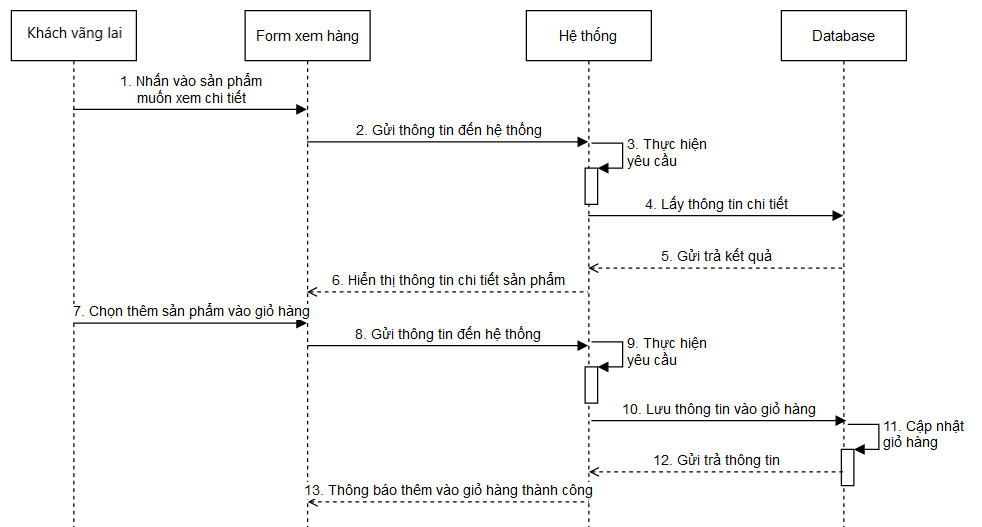 Khách vãng lai
Form xem hàng
Hệ thống
Database
1. Nhấn vào sản phẩm
muốn xem chi tiết
2. Gửi thông tin đến hệ thống
3. Thực hiện
yêu cầu
4. Lấy thông tin chi tiết
5. Gửi trả kết quả
6. Hiển thị thông tin chi tiết sản phẩm
7. Chọn thêm sản phẩm vào giỏ hàng
8. Gửi thông tin đến hệ thống
9. Thực hiện
yêu cầu
10. Lưu thông tin vào giỏ hàng
11. Cập nhật
giỏ hàng
12. Gửi trả thông tin
13. Thông báo thêm vào giỏ hàng thành công